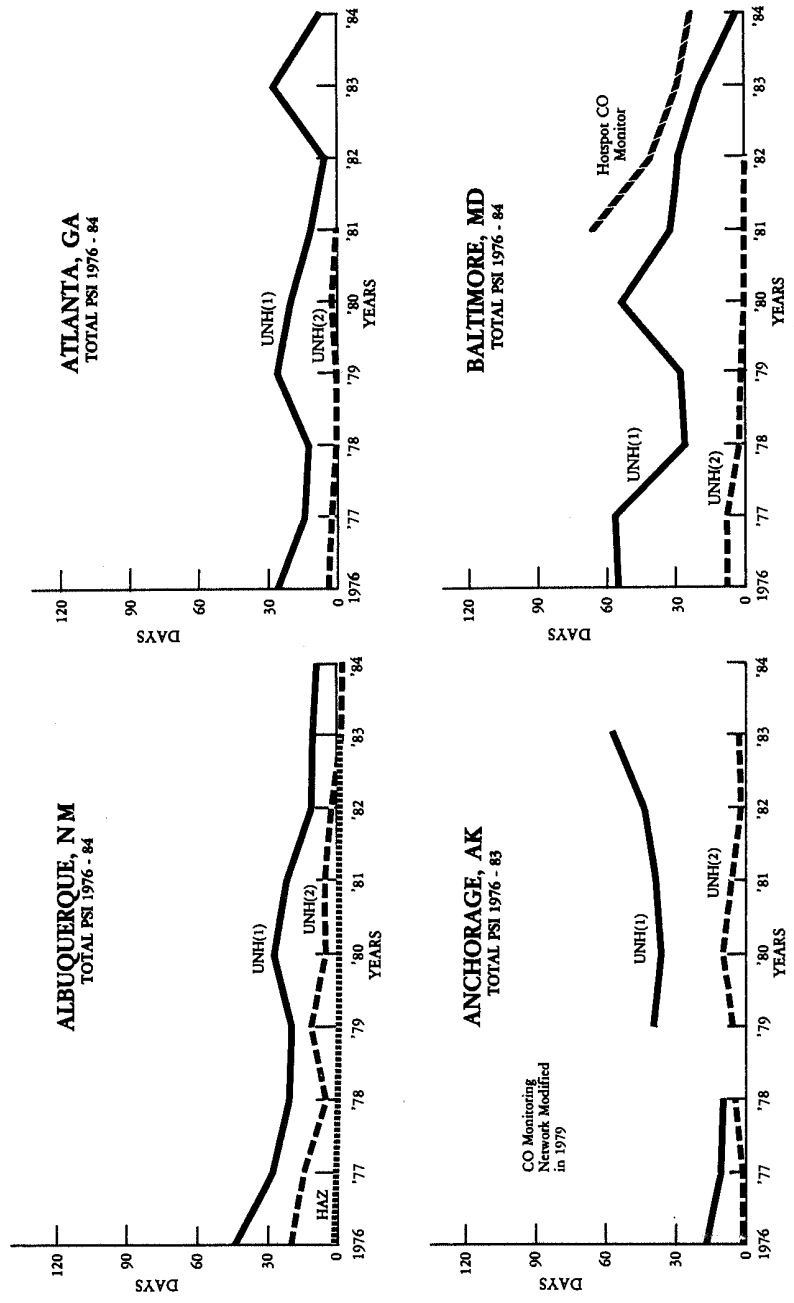 ALBUQUERQUE, NM
TOTAL PSI 1976 - 84
120
90
60
30
0
DAYS
UNH(1)
UNH(2)
HAZ
1976
'77
'78
'79
'80
'81
'82
'83
'84
YEARS
ATLANTA, GA
TOTAL PSI 1976 - 84
120
90
60
30
0
DAYS
UNH(1)
UNH(2)
1976
'77
'78
'79
'80
'81
'82
'83
'84
YEARS
ANCHORAGE, AK
TOTAL PSI 1976 - 83
CO Monitoring
Network Modified
in 1979
120
90
60
30
0
DAYS
UNH(1)
UNH(2)
1976
'77
'78
'79
'80
'81
'82
'83
'84
YEARS
BALTIMORE, MD
TOTAL PSI 1976 - 84
Hotspot CO
Monitor
120
90
60
30
0
DAYS
UNH(1)
UNH(2)
1976
'77
'78
'79
'80
'81
'82
'83
'84
YEARS